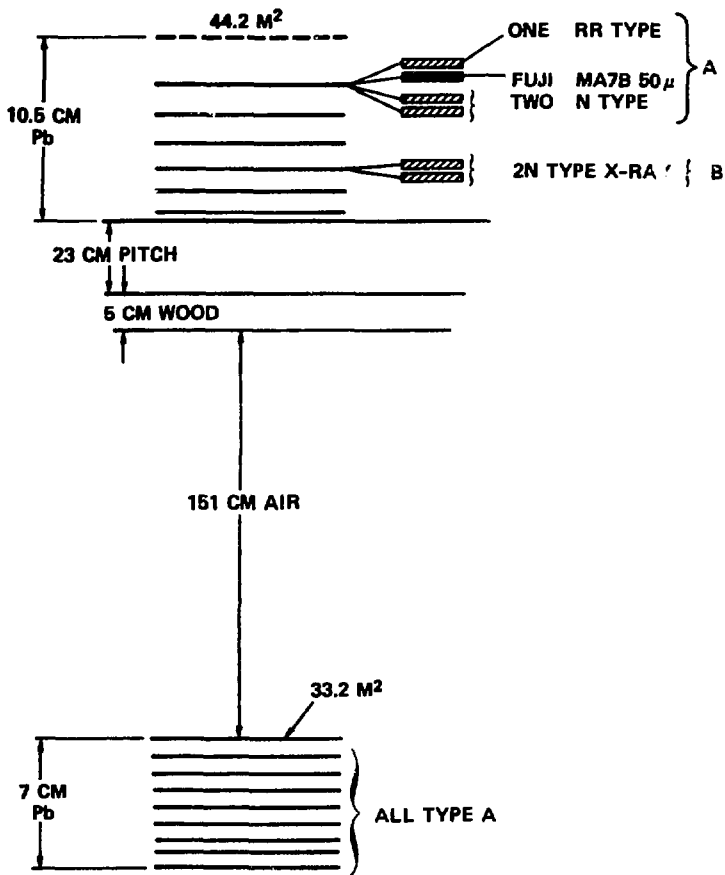 44.2 M²
ONE RR TYPE
A
FUJI MA7B 50μ
TWO N TYPE
10.5 CM
Pb
2N TYPE X-RA
B
23 CM PITCH
5 CM WOOD
151 CM AIR
33.2 M²
7 CM
Pb
ALL TYPE A